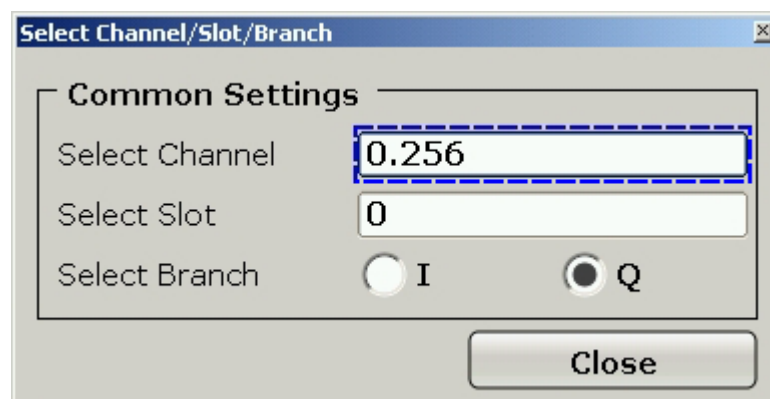 Select Channel/Slot/Branch
Common Settings
Select Channel 0.256
Select Slot 0
Select Branch I Q
Close